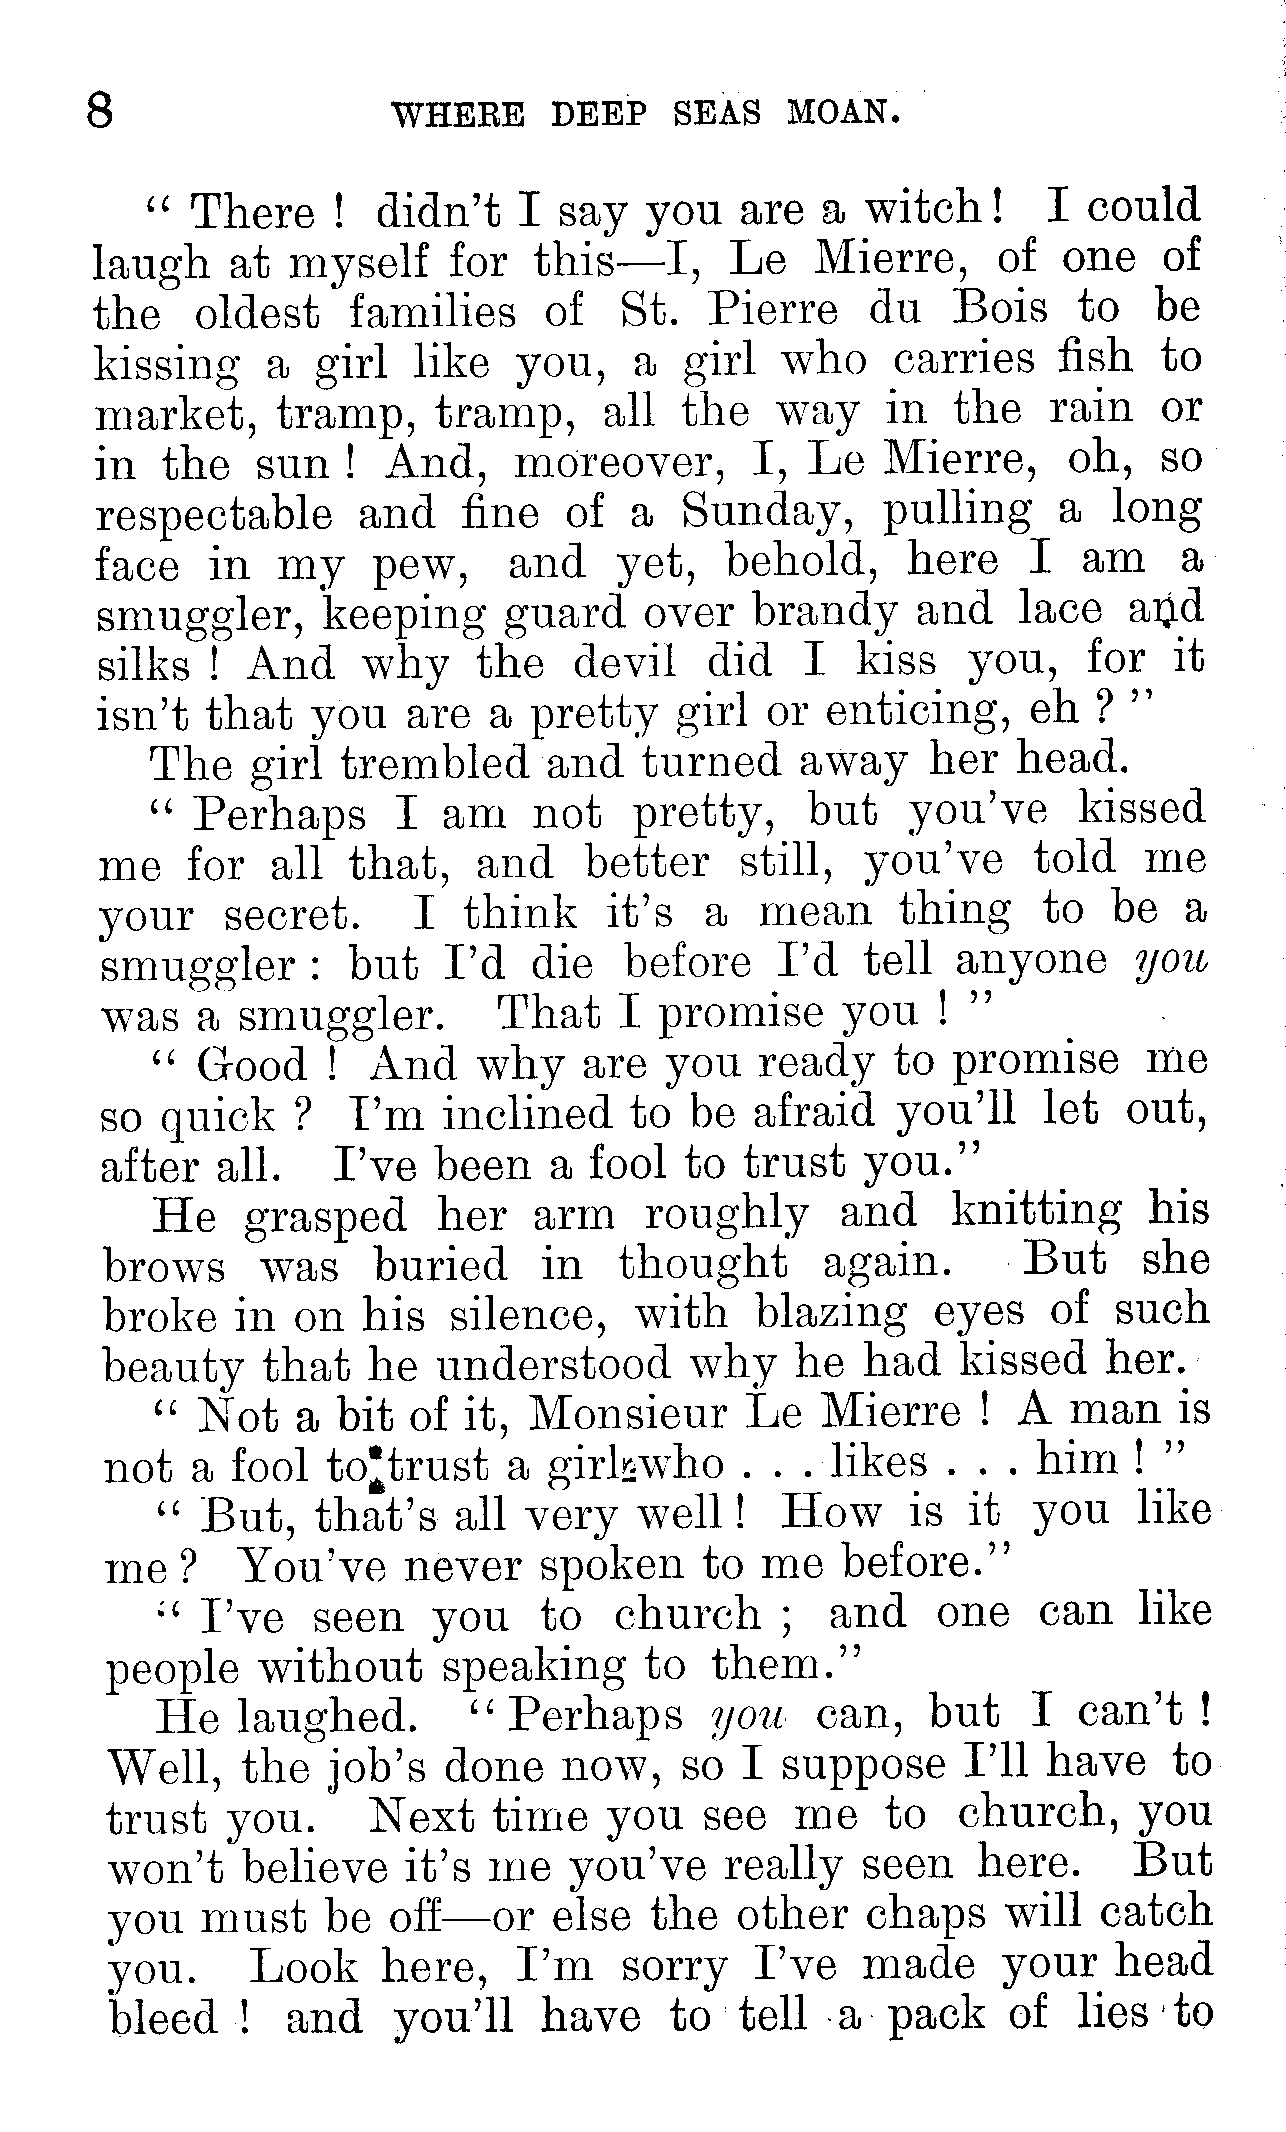 8 WHERE DEEP SEAS MOAN.
“ There ! didn’t I say you are a witch ! I could
laugh at myself for this—I, Le Mierre, of one of
the oldest families of St. Pierre du Bois to be
kissing a girl like you, a girl who carries fish to
market, tramp, tramp, all the way in the rain or
in the sun ! And, moreover, I, Le Mierre, oh, so
respectable and fine of a Sunday, pulling a long
face in my pew, and yet, behold, here I am a
smuggler, keeping guard over brandy and lace and
silks ! And why the devil did I kiss you, for it
isn’t that you are a pretty girl or enticing, eh ? ”
The girl trembled and turned away her head.
“ Perhaps I am not pretty, but you’ve kissed
me for all that, and better still, you’ve told me
your secret. I think it’s a mean thing to be a
smuggler : but I’d die before I’d tell anyone you
was a smuggler. That I promise you ! ”
“ Good ! And why are you ready to promise me
so quick ? I’m inclined to be afraid you’ll let out,
after all. I’ve been a fool to trust you.”
He grasped her arm roughly and knitting his
brows was buried in thought again. But she
broke in on his silence, with blazing eyes of such
beauty that he understood why he had kissed her.
“ Not a bit of it, Monsieur Le Mierre ! A man is
not a fool to trust a girl who . . . likes . . . him ! ”
“ But, that’s all very well ! How is it you like
me ? You’ve never spoken to me before.”
“ I’ve seen you to church ; and one can like
people without speaking to them.”
He laughed. “ Perhaps you can, but I can’t !
Well, the job’s done now, so I suppose I’ll have to
trust you. Next time you see me to church, you
won’t believe it’s me you’ve really seen here. But
you must be off—or else the other chaps will catch
you. Look here, I’m sorry I’ve made your head
bleed ! and you’ll have to tell a pack of lies to